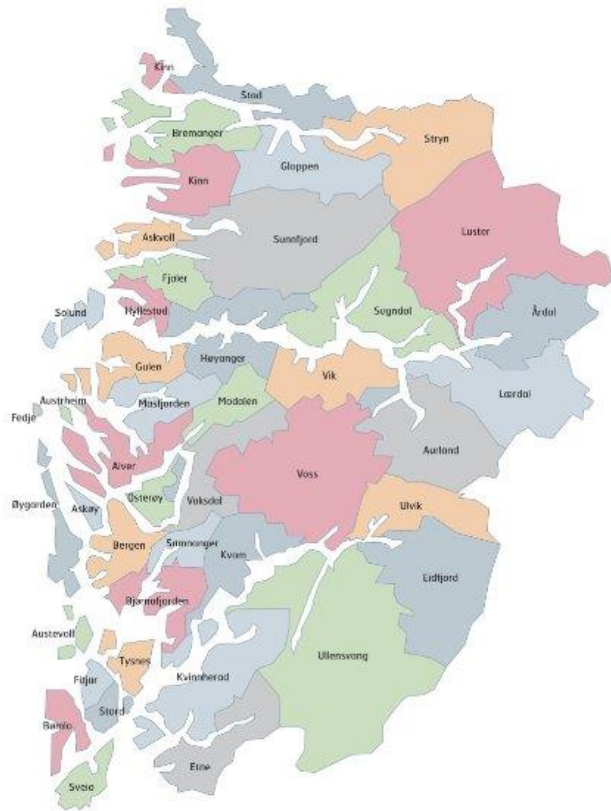 Kinn
Stad
Bremanger
Stryn
Gloppen
Kinn
Luster
Askvoll
Sunnfjord
Fjaler
Sogndal
Solund
Hyllestad
Årdal
Gulen
Høyanger
Vik
Lærdal
Austrheim
Masfjorden
Modalen
Fedje
Aurland
Alver
Voss
Osterøy
Vaksdal
Øygarden
Askøy
Ulvik
Bergen
Samnanger
Kvam
Eidfjord
Bjørnafjorden
Austevoll
Tysnes
Ullensvang
Fitjar
Kvinnherad
Stord
Bømlo
Etne
Sveio